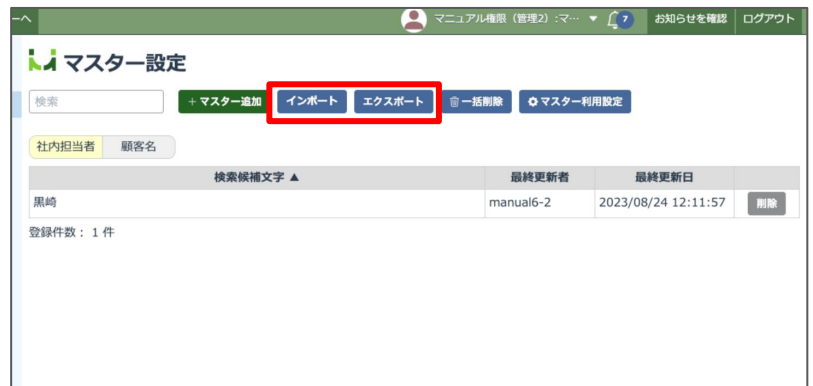 ーへ マニュアル権限（管理2）:マ… ▼ 7 お知らせを確認 ログアウト
マスター設定
検索 +マスター追加 インポート エクスポート 一括削除 マスター利用設定
社内担当者 顧客名
検索候補文字 ▲ 最終更新者 最終更新日
黒崎 manual6-2 2023/08/24 12:11:57 削除
登録件数： 1 件